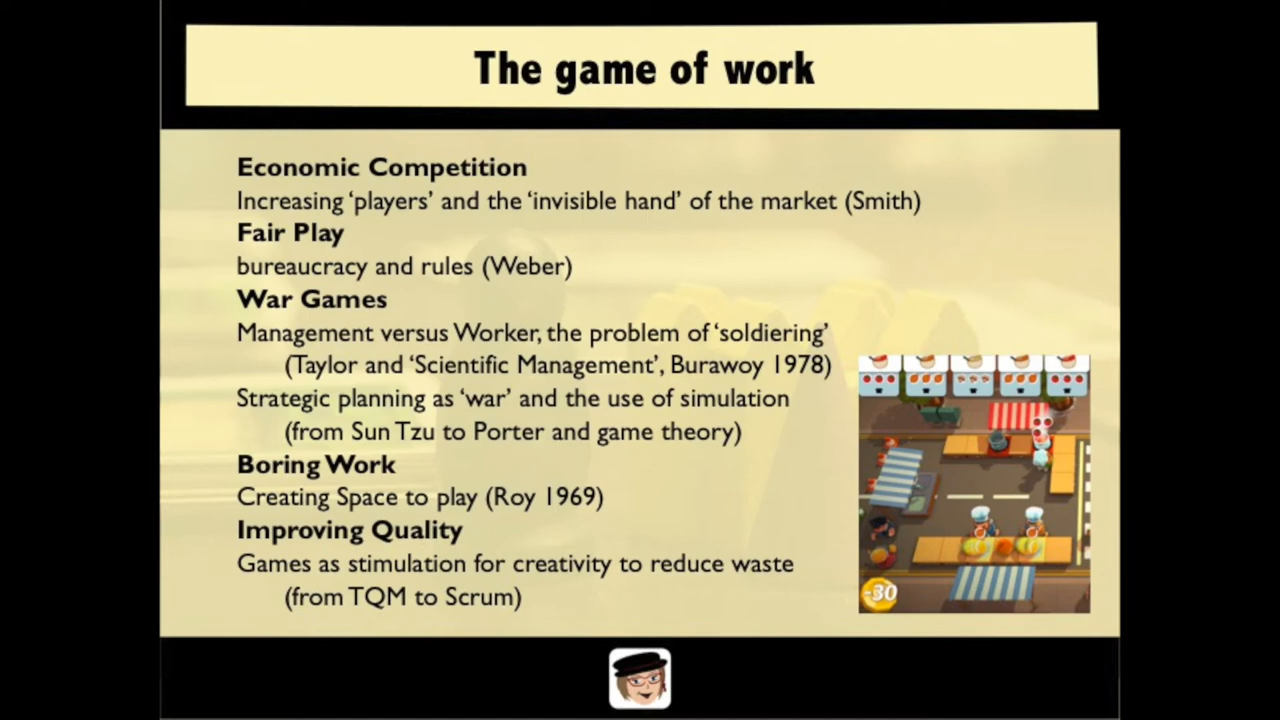 The game of work
Economic Competition
Increasing ‘players’ and the ‘invisible hand’ of the market (Smith)
Fair Play
bureaucracy and rules (Weber)
War Games
Management versus Worker, the problem of ‘soldiering’
(Taylor and ‘Scientific Management’, Burawoy 1978)
Strategic planning as ‘war’ and the use of simulation
(from Sun Tzu to Porter and game theory)
Boring Work
Creating Space to play (Roy 1969)
Improving Quality
Games as stimulation for creativity to reduce waste
(from TQM to Scrum)
-30